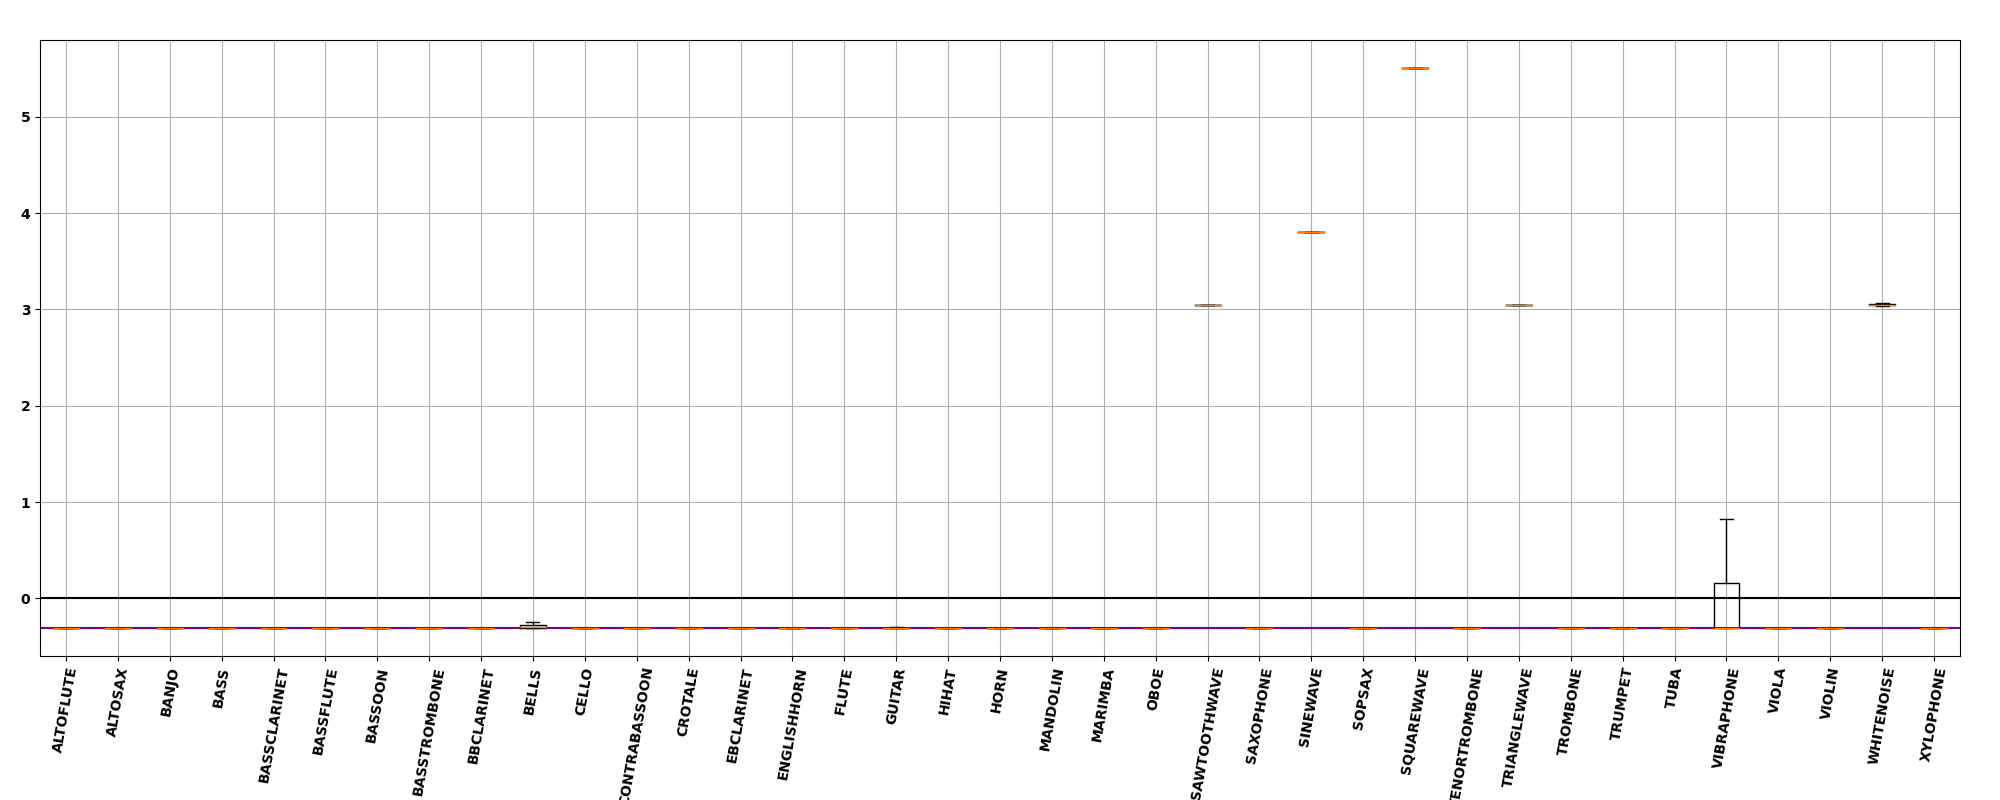 5
4
3
2
1
0
ALTOFLUTE
ALTOSAX
BANJO
BASS
BASSCLARINET
BASSFLUTE
BASSOON
BASSTROMBONE
BBCLARINET
BELLS
CELLO
CONTRABASSOON
CROTALE
EBCLARINET
ENGLISHHORN
FLUTE
GUITAR
HIHAT
HORN
MANDOLIN
MARIMBA
OBOE
SAWTOOTHWAVE
SAXOPHONE
SINEWAVE
SOPSAX
SQUAREWAVE
TENORTROMBONE
TRIANGLEWAVE
TROMBONE
TRUMPET
TUBA
VIBRAPHONE
VIOLA
VIOLIN
WHITENOISE
XYLOPHONE